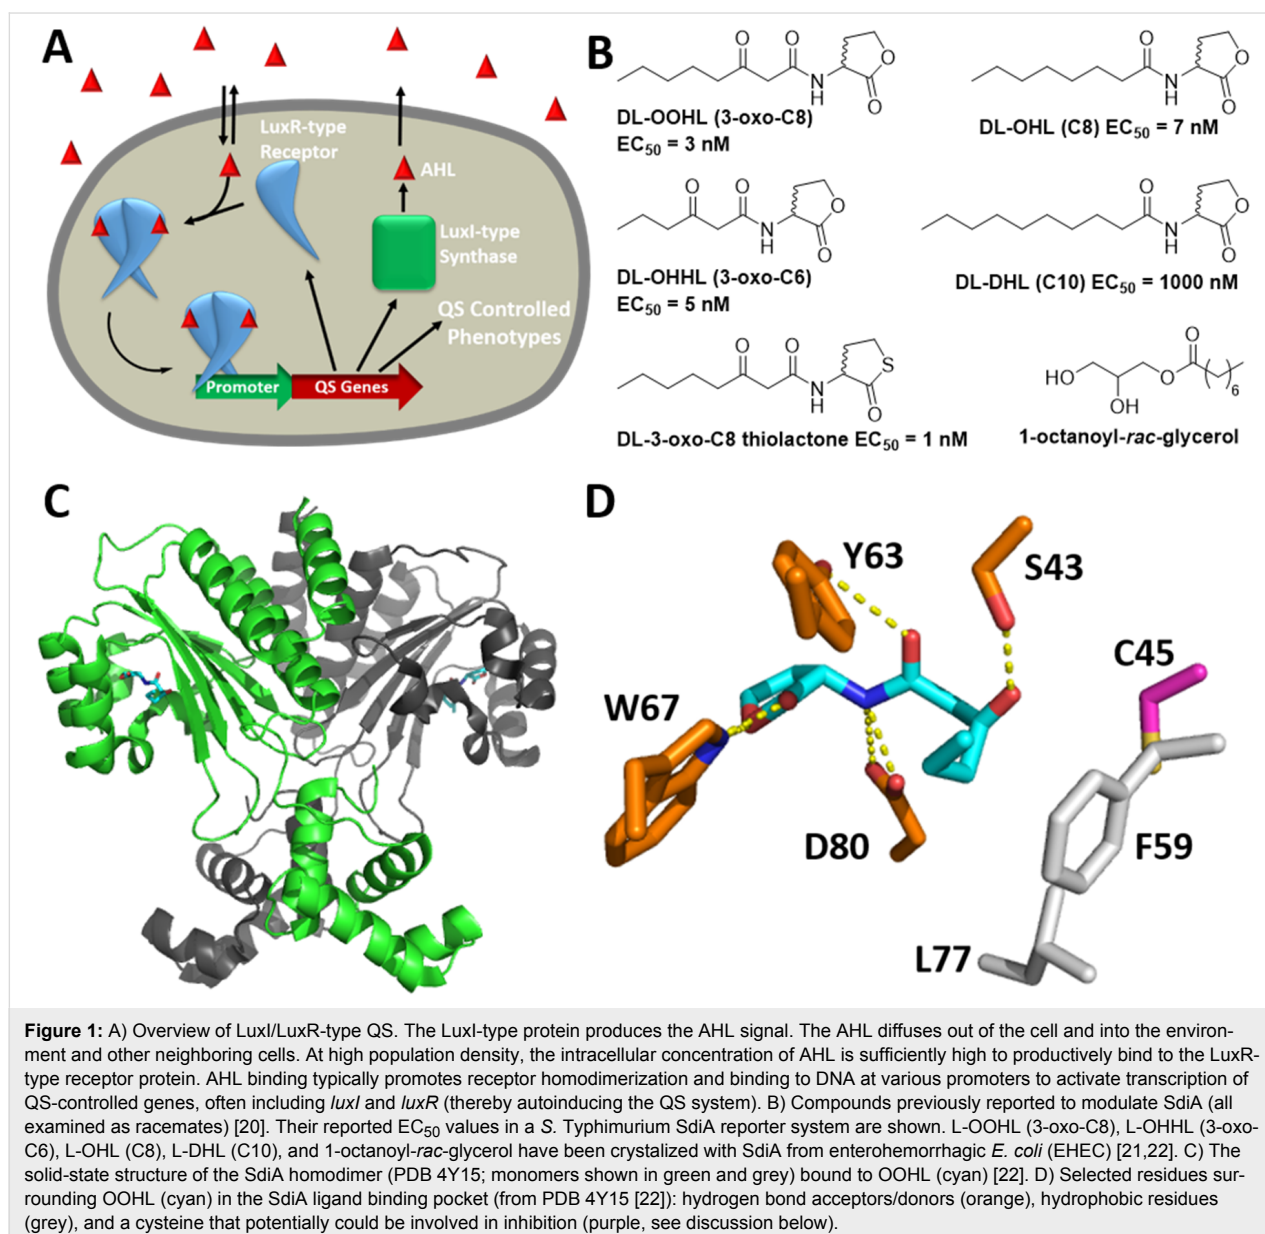 A
LuxR-type
Receptor
AHL
LuxI-type
Synthase
QS Controlled
Phenotypes
Promoter
QS Genes
B
O
O
O
N
H
O
DL-OOHL (3-oxo-C8)
EC50 = 3 nM
O
O
N
H
O
DL-OHL (C8) EC50 = 7 nM
O
O
O
N
H
O
DL-OHHL (3-oxo-C6)
EC50 = 5 nM
O
O
N
H
O
DL-DHL (C10) EC50 = 1000 nM
O
O
S
N
H
O
DL-3-oxo-C8 thiolactone EC50 = 1 nM
O
HO
O
6
OH
1-octanoyl-rac-glycerol
C
D
Y63
S43
C45
W67
D80
F59
L77
Figure 1: A) Overview of LuxI/LuxR-type QS. The LuxI-type protein produces the AHL signal. The AHL diffuses out of the cell and into the environ-
ment and other neighboring cells. At high population density, the intracellular concentration of AHL is sufficiently high to productively bind to the LuxR-
type receptor protein. AHL binding typically promotes receptor homodimerization and binding to DNA at various promoters to activate transcription of
QS-controlled genes, often including luxI and luxR (thereby autoinducing the QS system). B) Compounds previously reported to modulate SdiA (all
examined as racemates) [20]. Their reported EC50 values in a S. Typhimurium SdiA reporter system are shown. L-OOHL (3-oxo-C8), L-OHHL (3-oxo-
C6), L-OHL (C8), L-DHL (C10), and 1-octanoyl-rac-glycerol have been crystalized with SdiA from enterohemorrhagic E. coli (EHEC) [21,22]. C) The
solid-state structure of the SdiA homodimer (PDB 4Y15; monomers shown in green and grey) bound to OOHL (cyan) [22]. D) Selected residues sur-
rounding OOHL (cyan) in the SdiA ligand binding pocket (from PDB 4Y15 [22]): hydrogen bond acceptors/donors (orange), hydrophobic residues
(grey), and a cysteine that potentially could be involved in inhibition (purple, see discussion below).